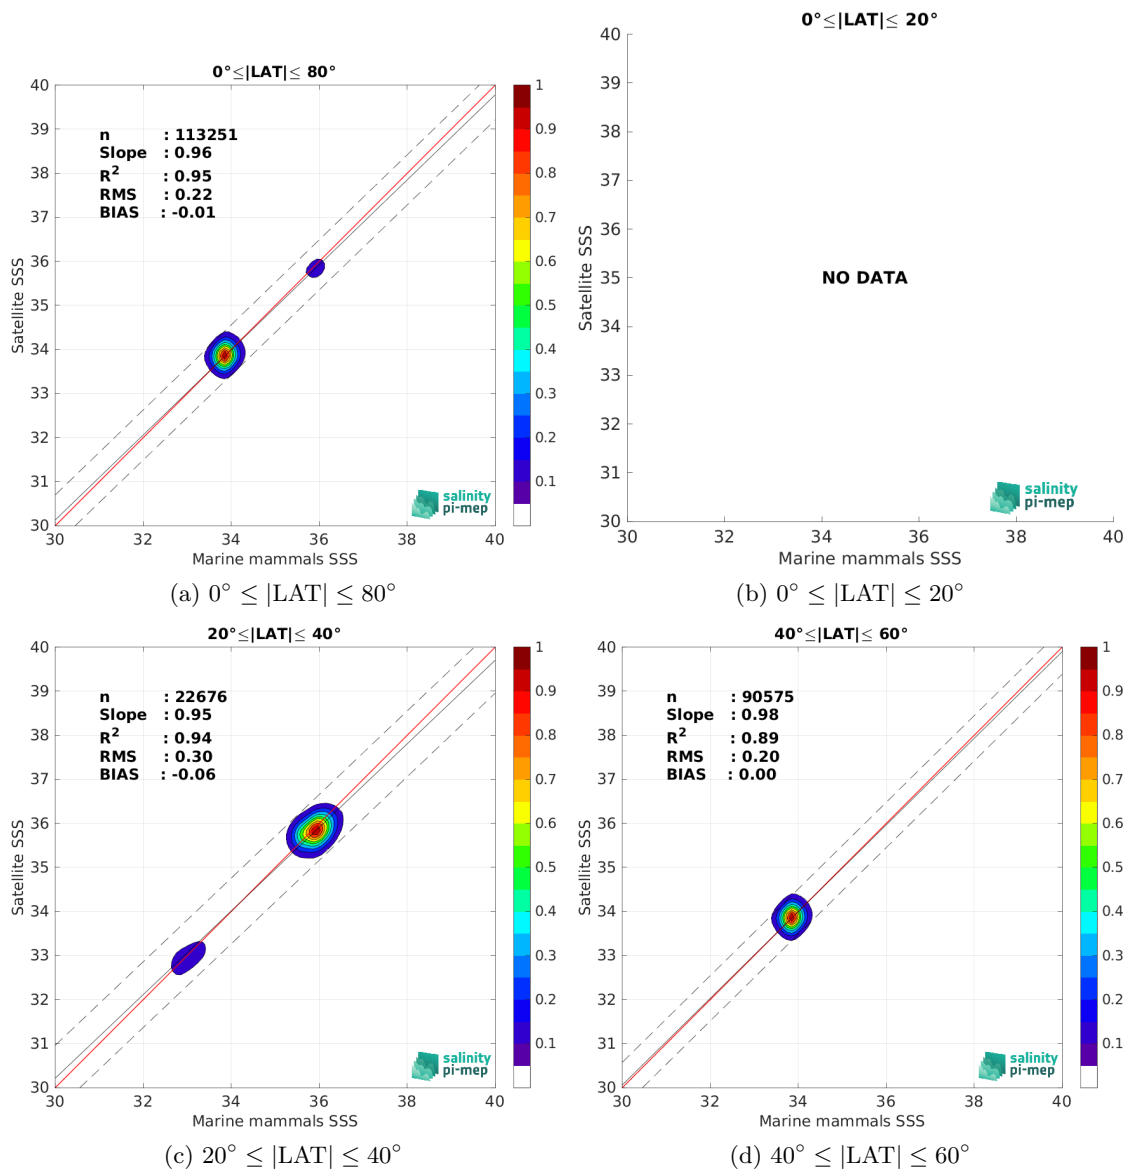 0°≤|LAT|≤ 80°
40
39
38
37
36
35
34
33
32
31
30
n : 113251
Slope : 0.96
R² : 0.95
RMS : 0.22
BIAS : -0.01
1
0.9
0.8
0.7
0.6
0.5
0.4
0.3
0.2
0.1
Satellite SSS
salinity
pi-mep
30 32 34 36 38 40
Marine mammals SSS
(a) 0° ≤ |LAT| ≤ 80°
0°≤|LAT|≤ 20°
40
39
38
37
36
35
34
33
32
31
30
Satellite SSS
NO DATA
salinity
pi-mep
30 32 34 36 38 40
Marine mammals SSS
(b) 0° ≤ |LAT| ≤ 20°
20°≤|LAT|≤ 40°
40
39
38
37
36
35
34
33
32
31
30
n : 22676
Slope : 0.95
R² : 0.94
RMS : 0.30
BIAS : -0.06
1
0.9
0.8
0.7
0.6
0.5
0.4
0.3
0.2
0.1
Satellite SSS
salinity
pi-mep
30 32 34 36 38 40
Marine mammals SSS
(c) 20° ≤ |LAT| ≤ 40°
40°≤|LAT|≤ 60°
40
39
38
37
36
35
34
33
32
31
30
n : 90575
Slope : 0.98
R² : 0.89
RMS : 0.20
BIAS : 0.00
1
0.9
0.8
0.7
0.6
0.5
0.4
0.3
0.2
0.1
Satellite SSS
salinity
pi-mep
30 32 34 36 38 40
Marine mammals SSS
(d) 40° ≤ |LAT| ≤ 60°